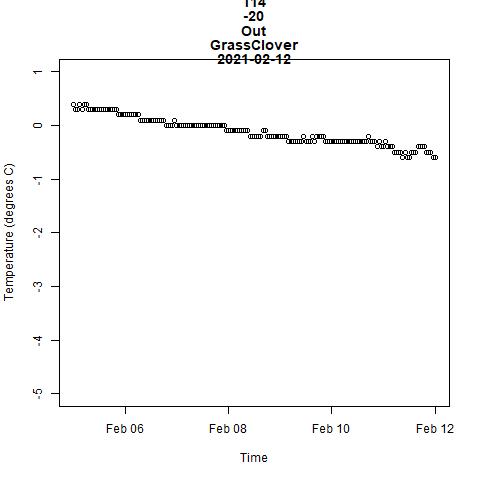 114
-20
Out
GrassClover
2021-02-12
Temperature (degrees C)
1
0
-1
-2
-3
-4
-5
Feb 06
Feb 08
Feb 10
Feb 12
Time